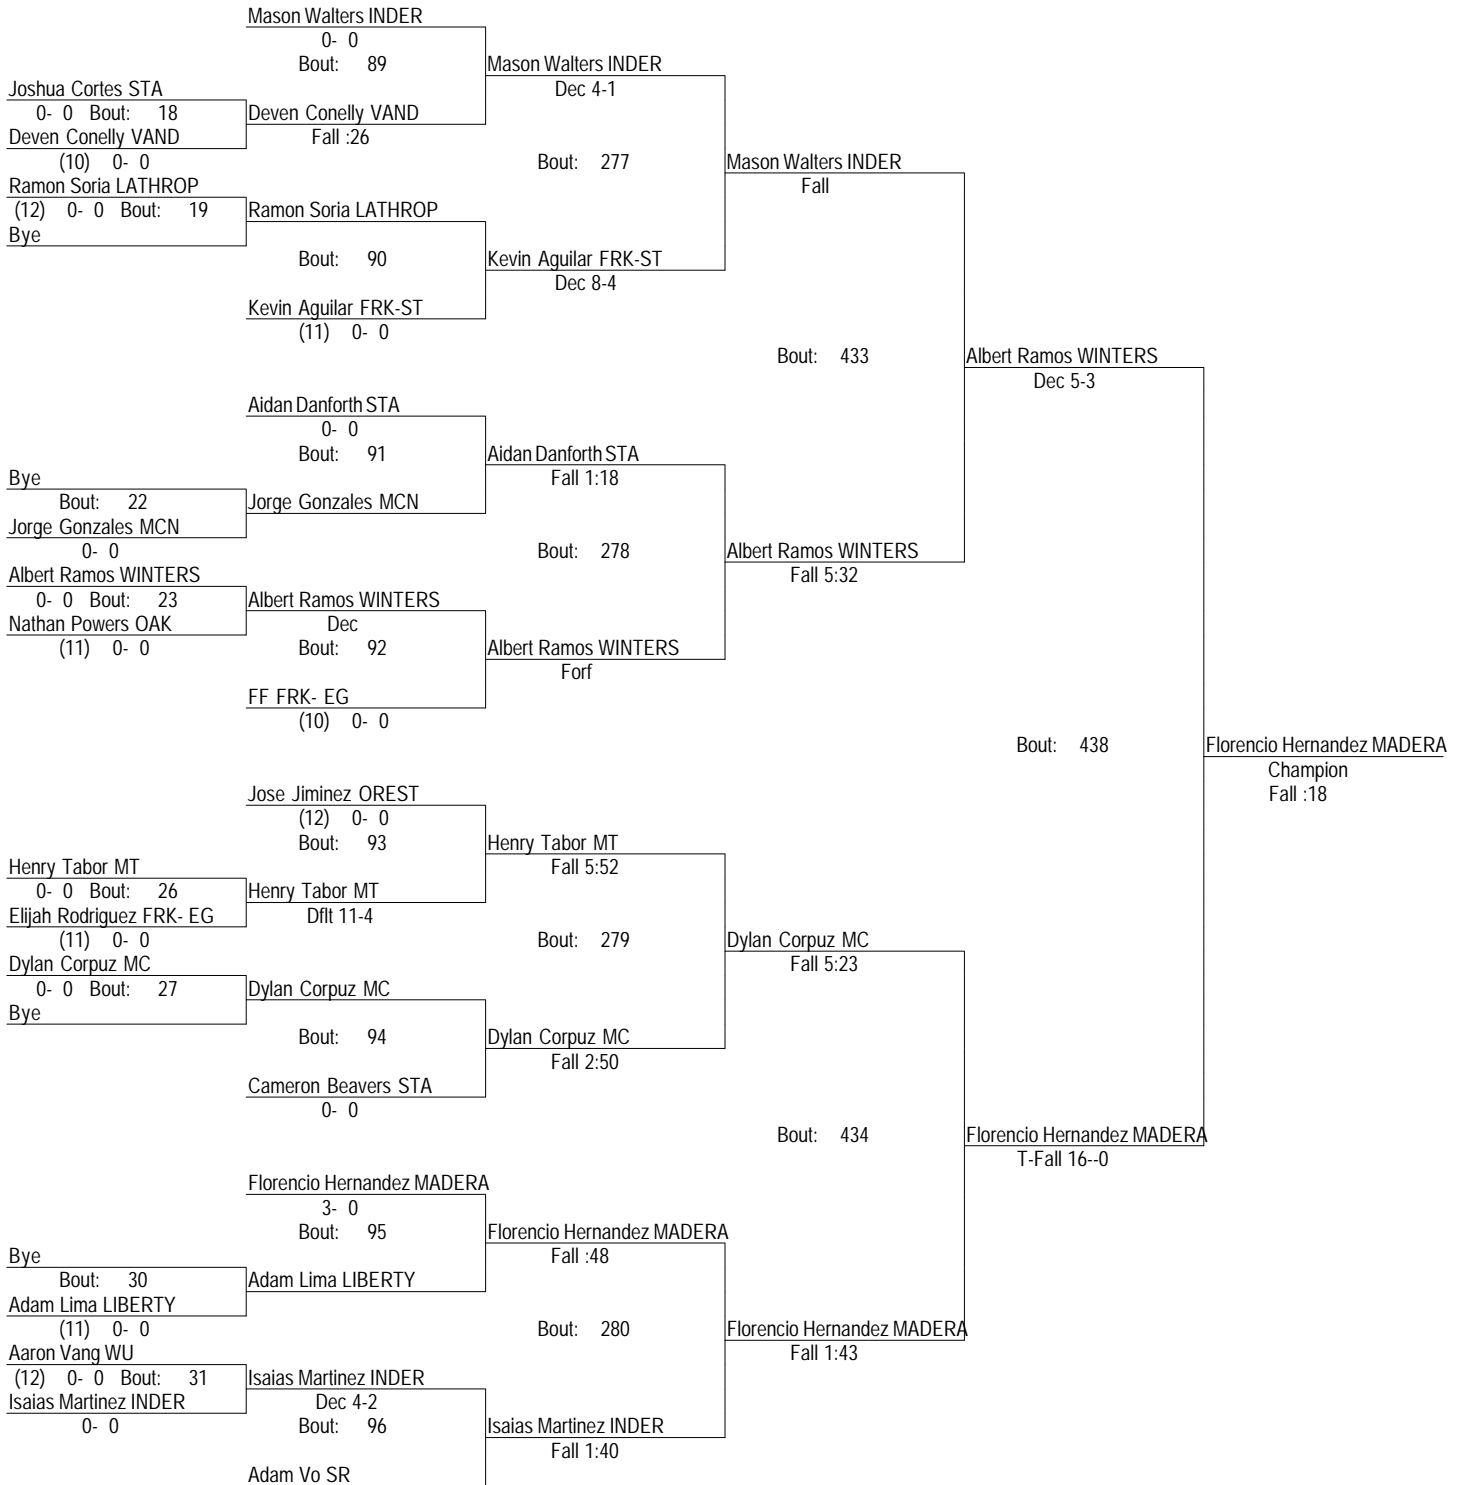 Mason Walters INDER
0- 0
Bout: 89
Mason Walters INDER
Dec 4-1
Joshua Cortes STA
0- 0 Bout: 18
Deven Conelly VAND
Deven Conelly VAND
Fall :26
(10) 0- 0
Bout: 277
Mason Walters INDER
Fall
Ramon Soria LATHROP
(12) 0- 0 Bout: 19
Ramon Soria LATHROP
Bye
Bout: 90
Kevin Aguilar FRK-ST
Dec 8-4
Kevin Aguilar FRK-ST
(11) 0- 0
Bout: 433
Albert Ramos WINTERS
Dec 5-3
Aidan Danforth STA
0- 0
Bout: 91
Aidan Danforth STA
Fall 1:18
Bye
Bout: 22
Jorge Gonzales MCN
Jorge Gonzales MCN
0- 0
Bout: 278
Albert Ramos WINTERS
Fall 5:32
Albert Ramos WINTERS
0- 0 Bout: 23
Albert Ramos WINTERS
Nathan Powers OAK
Dec
(11) 0- 0
Bout: 92
Albert Ramos WINTERS
Forf
FF FRK- EG
(10) 0- 0
Bout: 438
Florencio Hernandez MADERA
Champion
Fall :18
Jose Jiminez OREST
(12) 0- 0
Bout: 93
Henry Tabor MT
Fall 5:52
Henry Tabor MT
0- 0 Bout: 26
Henry Tabor MT
Elijah Rodriguez FRK- EG
Dflt 11-4
(11) 0- 0
Bout: 279
Dylan Corpuz MC
Fall 5:23
Dylan Corpuz MC
0- 0 Bout: 27
Dylan Corpuz MC
Bye
Bout: 94
Dylan Corpuz MC
Fall 2:50
Cameron Beavers STA
0- 0
Bout: 434
Florencio Hernandez MADERA
T-Fall 16--0
Florencio Hernandez MADERA
3- 0
Bout: 95
Florencio Hernandez MADERA
Fall :48
Bye
Bout: 30
Adam Lima LIBERTY
Adam Lima LIBERTY
(11) 0- 0
Bout: 280
Florencio Hernandez MADERA
Fall 1:43
Aaron Vang WU
(12) 0- 0 Bout: 31
Isaias Martinez INDER
Isaias Martinez INDER
Dec 4-2
0- 0
Bout: 96
Isaias Martinez INDER
Fall 1:40
Adam Vo SR